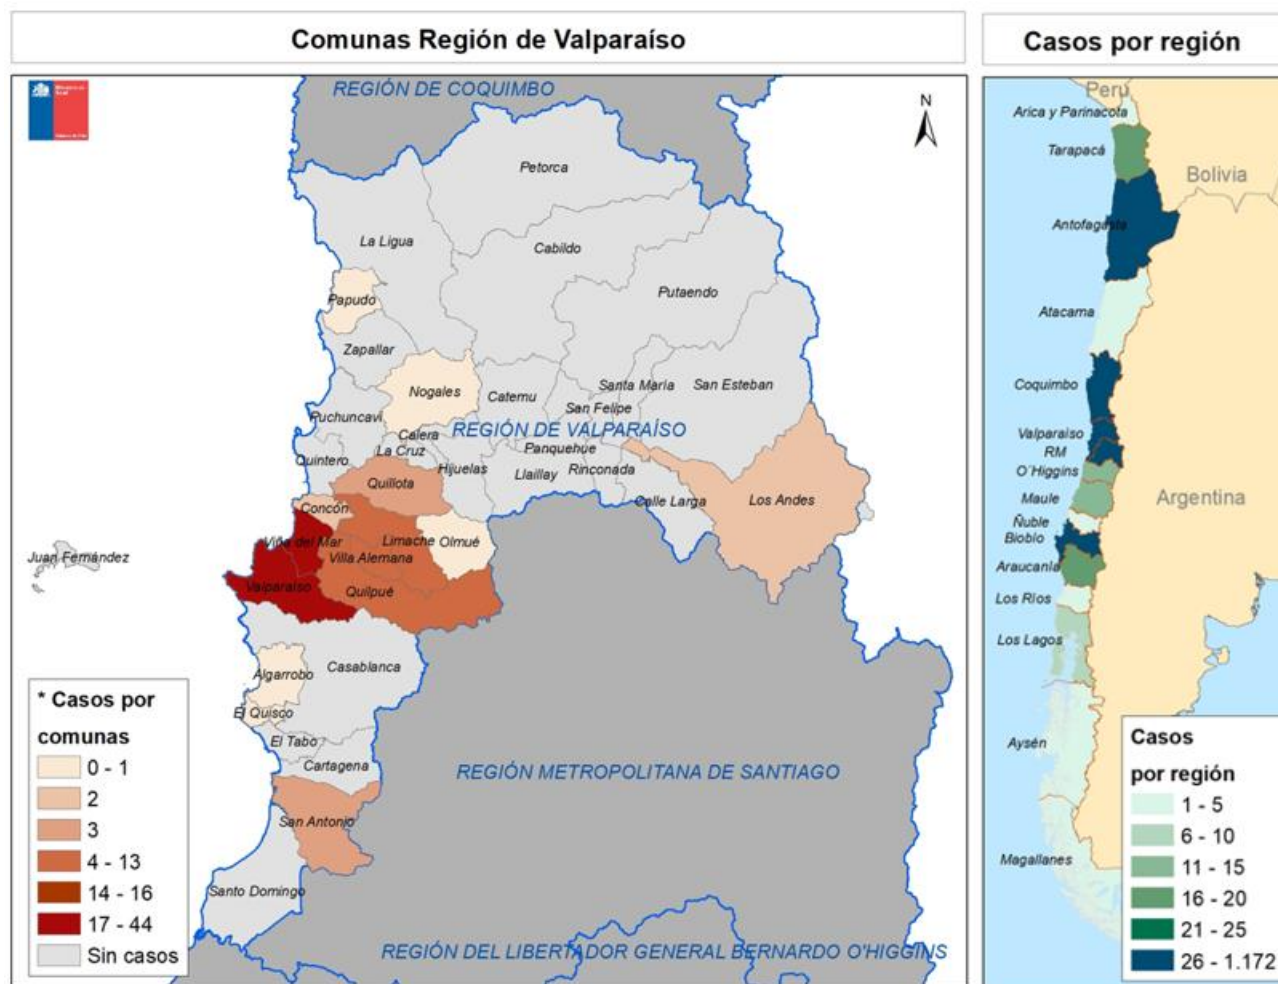 Comunas Región de Valparaíso
REGIÓN DE COQUIMBO
N
Petorca
La Ligua
Cabildo
Putaendo
Papudo
Zapallar
Nogales
Catemu
Santa María
San Esteban
San Felipe
Puchuncaví
Calera
REGIÓN DE VALPARAÍSO
La Cruz
Panquehue
Quintero
Hijuelas
Llaillay
Rinconada
Quillota
Calle Larga
Los Andes
Concón
Viña del Mar
Limache
Olmué
Juan Fernández
Villa Alemana
Valparaíso
Quilpué
Casablanca
Algarrobo
El Quisco
El Tabo
Cartagena
REGIÓN METROPOLITANA DE SANTIAGO
San Antonio
Santo Domingo
REGIÓN DEL LIBERTADOR GENERAL BERNARDO O'HIGGINS
* Casos por
comunas
0 - 1
2
3
4 - 13
14 - 16
17 - 44
Sin casos
Casos por región
Perú
Arica y Parinacota
Tarapacá
Bolivia
Antofagasta
Atacama
Coquimbo
Valparaíso
RM
O´Higgins
Maule
Argentina
Ñuble
Biobío
Araucanía
Los Ríos
Los Lagos
Aysén
Magallanes
Casos
por región
1 - 5
6 - 10
11 - 15
16 - 20
21 - 25
26 - 1.172